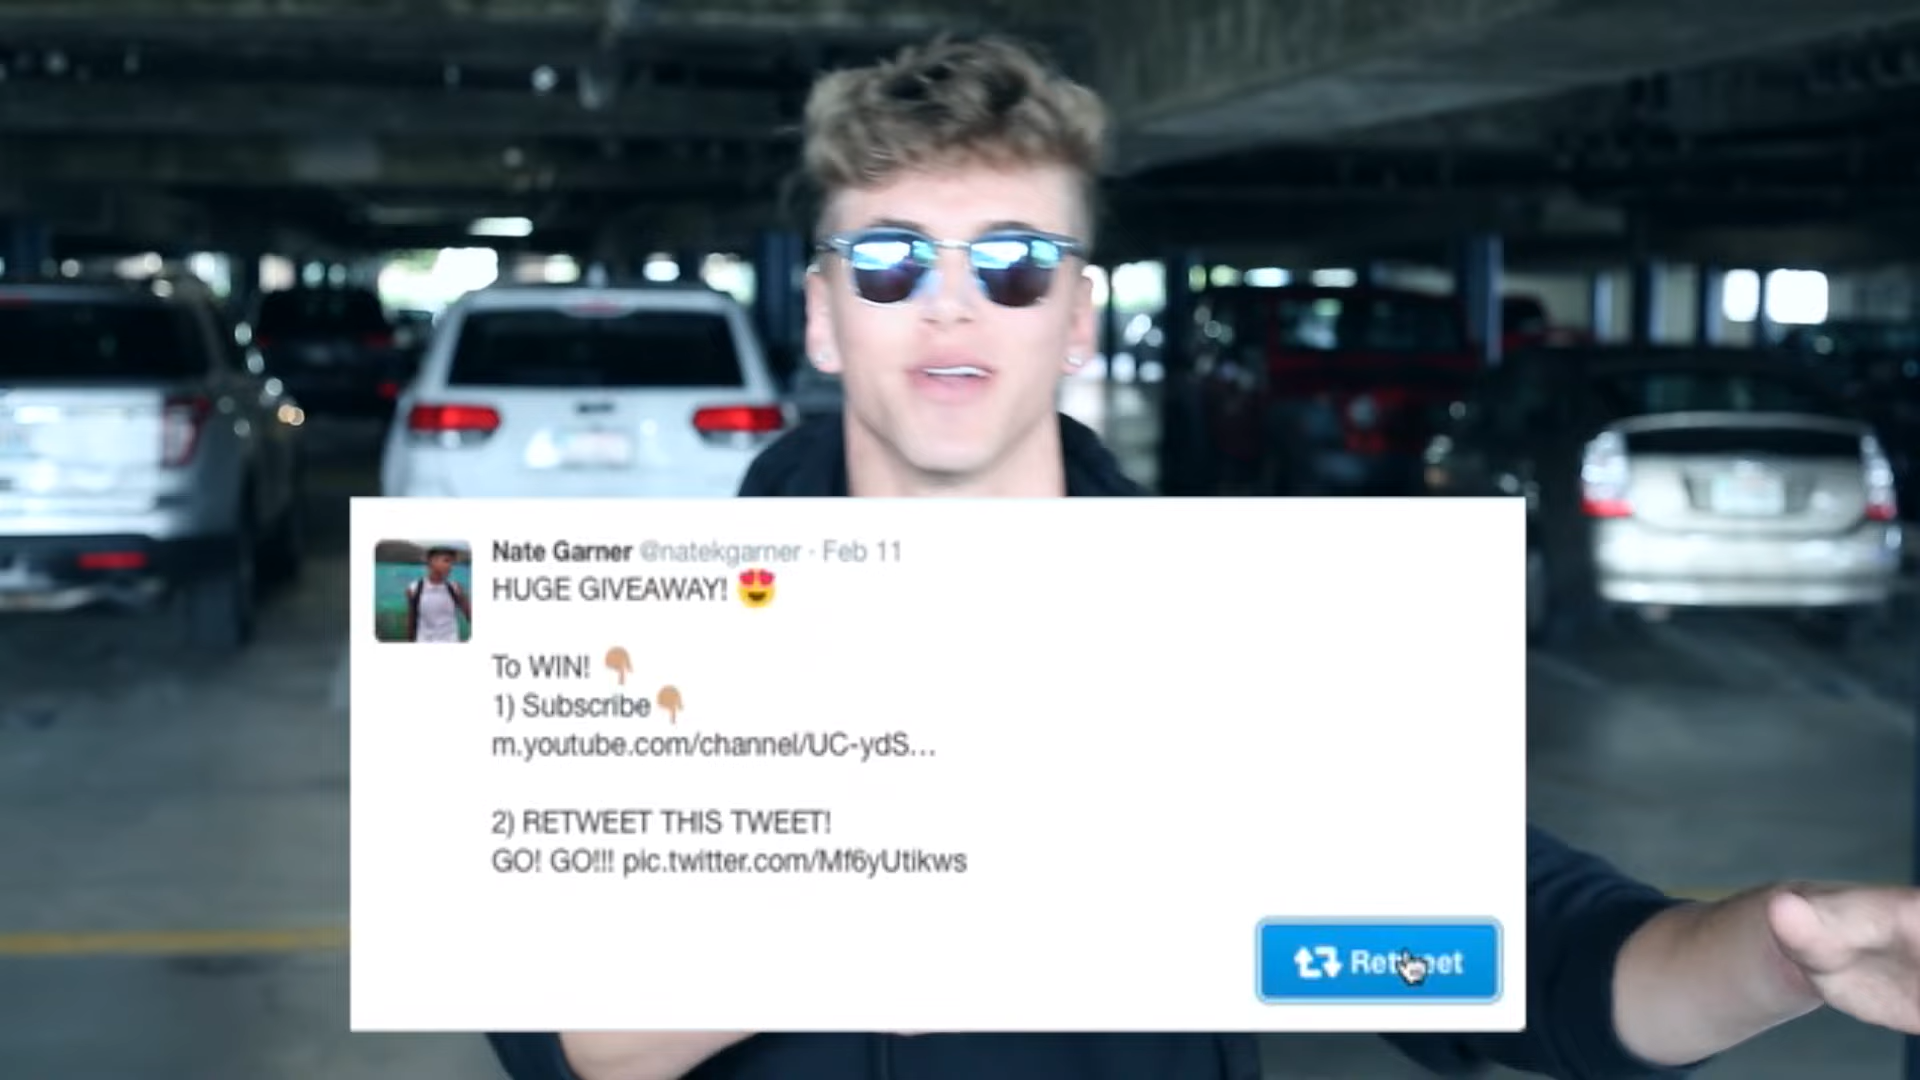 Nate Garner @natekgarner · Feb 11
HUGE GIVEAWAY! 😍
To WIN! 👇🏽
1) Subscribe👇🏽
m.youtube.com/channel/UC-ydS...
2) RETWEET THIS TWEET!
GO! GO!!! pic.twitter.com/Mf6yUtikws
Retweet